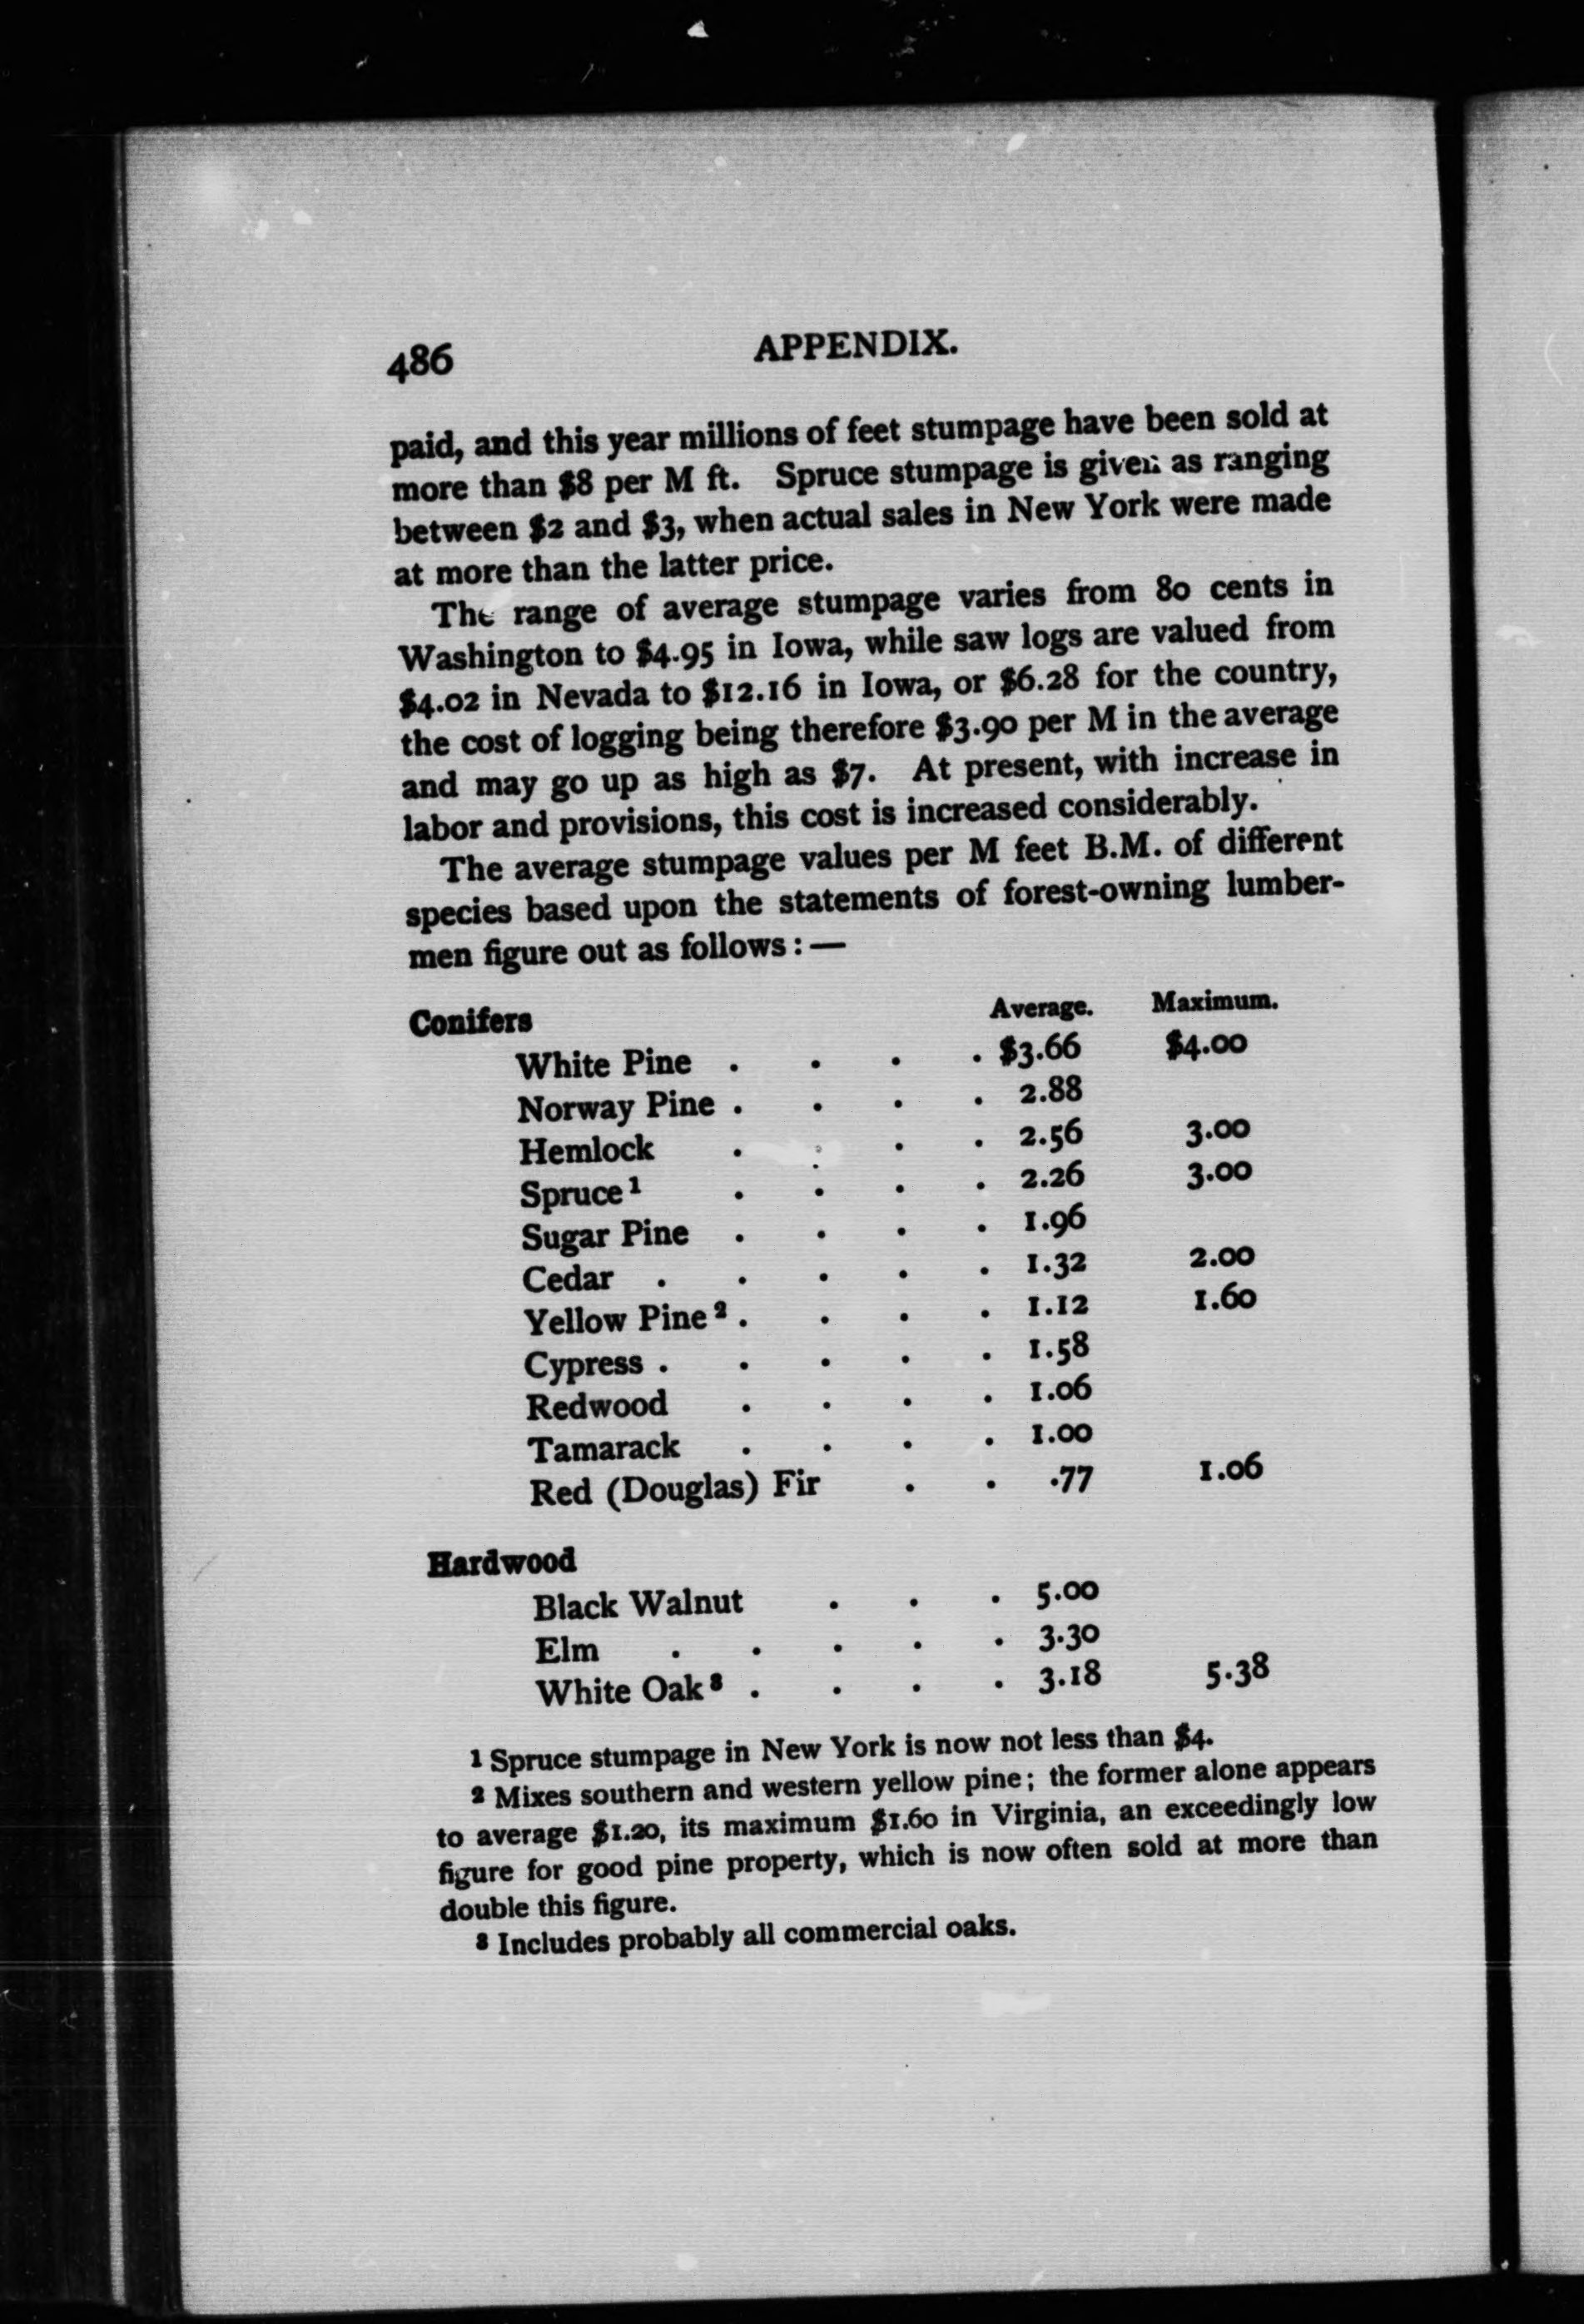 486 APPENDIX.
paid, and this year millions of feet stumpage have been sold at
more than $8 per M ft. Spruce stumpage is given as ranging
between $2 and $3, when actual sales in New York were made
at more than the latter price.
The range of average stumpage varies from 80 cents in
Washington to $4.95 in Iowa, while saw logs are valued from
$4.02 in Nevada to $12.16 in Iowa, or $6.28 for the country,
the cost of logging being therefore $3.90 per M in the average
and may go up as high as $7. At present, with increase in
labor and provisions, this cost is increased considerably.
The average stumpage values per M feet B.M. of different
species based upon the statements of forest-owning lumber-
men figure out as follows: —
Conifers Average. Maximum.
White Pine . . . . $3.66 $4.00
Norway Pine . . . . 2.88
Hemlock . . . . 2.56 3.00
Spruce¹ . . . . 2.26 3.00
Sugar Pine . . . . 1.96
Cedar . . . . . 1.32 2.00
Yellow Pine² . . . . 1.12 1.60
Cypress . . . . . 1.58
Redwood . . . . 1.06
Tamarack . . . . 1.00
Red (Douglas) Fir . . .77 1.06
Hardwood
Black Walnut . . . 5.00
Elm . . . . . 3.30
White Oak³ . . . . 3.18 5.38
¹ Spruce stumpage in New York is now not less than $4.
² Mixes southern and western yellow pine; the former alone appears
to average $1.20, its maximum $1.60 in Virginia, an exceedingly low
figure for good pine property, which is now often sold at more than
double this figure.
³ Includes probably all commercial oaks.